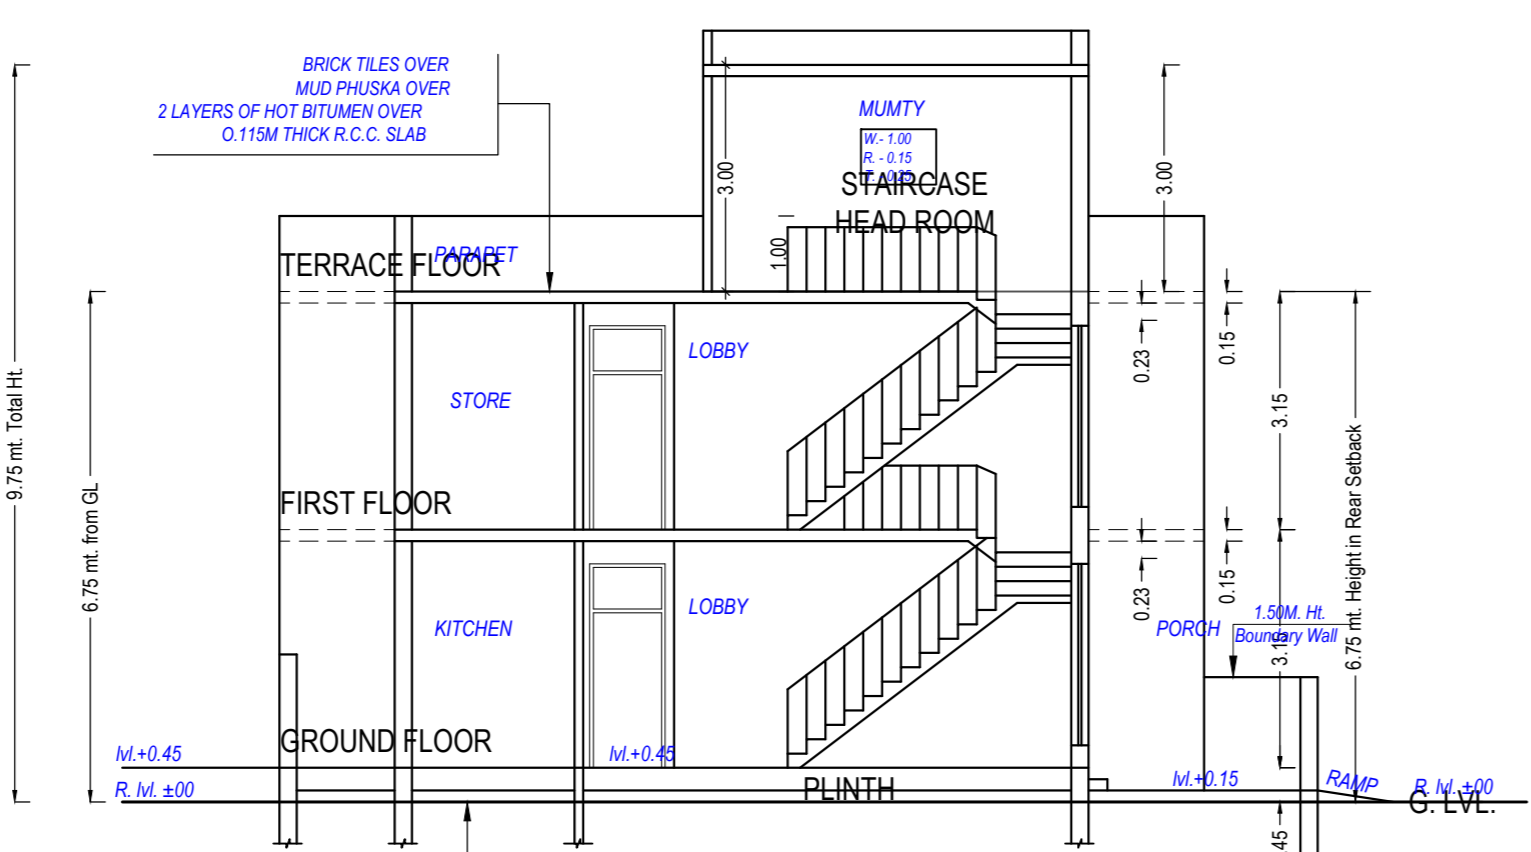 BRICK TILES OVER
MUD PHUSKA OVER
2 LAYERS OF HOT BITUMEN OVER
O.115M THICK R.C.C. SLAB
MUMTY
W.- 1.00
R. - 0.15
T. - 0.25
STAIRCASE
HEAD ROOM
3.00
3.00
1.00
PARAPET
TERRACE FLOOR
LOBBY
STORE
0.23
0.15
3.15
9.75 mt. Total Ht.
6.75 mt. from GL
6.75 mt. Height in Rear Setback
FIRST FLOOR
LOBBY
KITCHEN
0.23
0.15
PORCH
1.50M. Ht.
Boundary Wall
3.15
GROUND FLOOR
lvl.+0.45
lvl.+0.45
R. lvl. ±00
PLINTH
lvl.+0.15
RAMP
R. lvl. ±00
G. LVL.